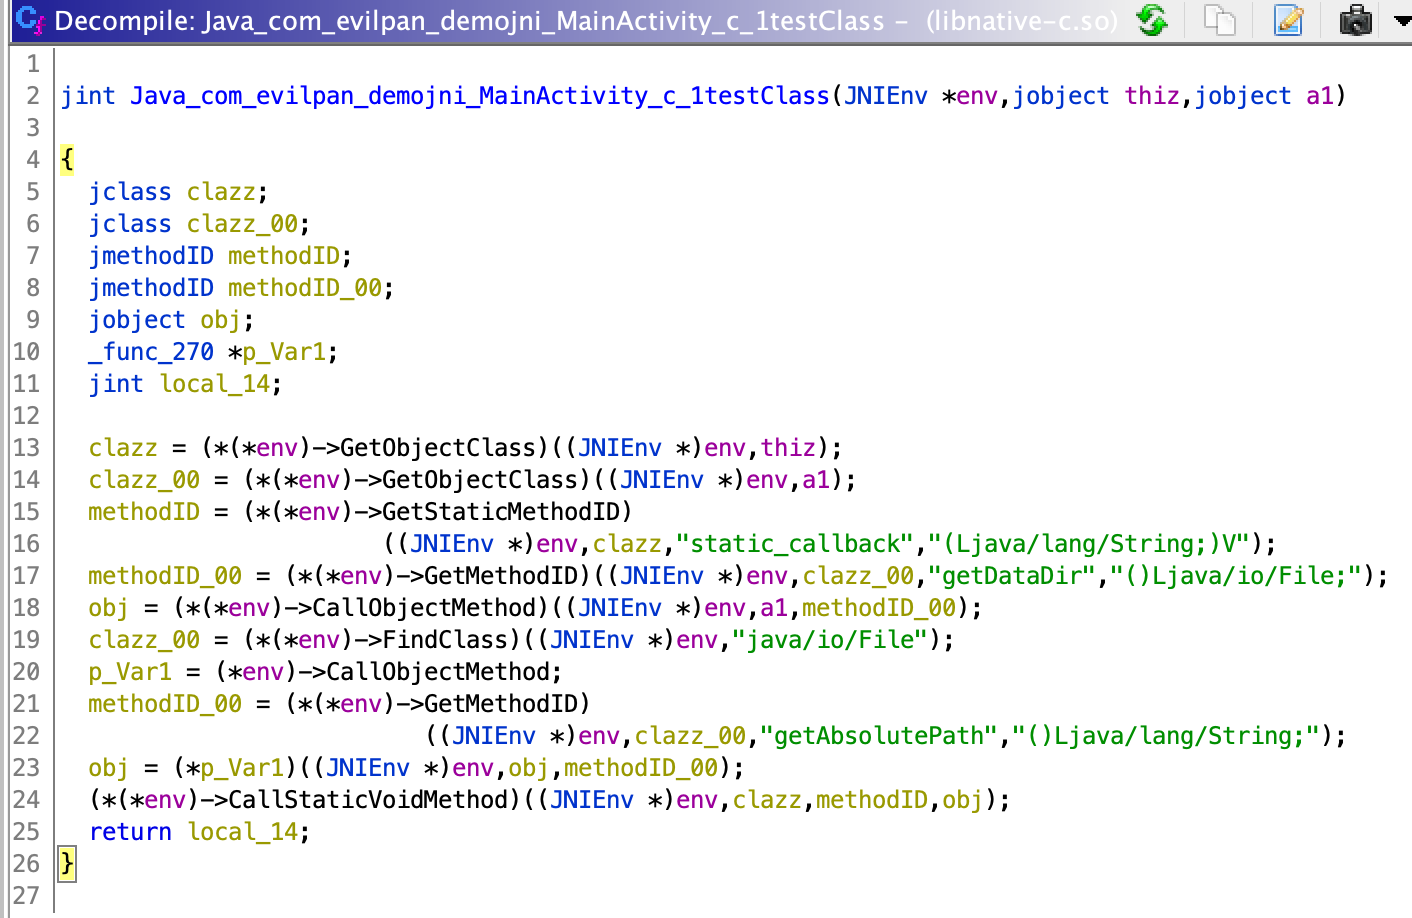 Decompile: Java_com_evilpan_demojni_MainActivity_c_1testClass - (libnative-c.so)
1
2 jint Java_com_evilpan_demojni_MainActivity_c_1testClass(JNIEnv *env,jobject thiz,jobject a1)
3
4 {
5 jclass clazz;
6 jclass clazz_00;
7 jmethodID methodID;
8 jmethodID methodID_00;
9 jobject obj;
10 _func_270 *p_Var1;
11 jint local_14;
12
13 clazz = (*(*env)->GetObjectClass)((JNIEnv *)env,thiz);
14 clazz_00 = (*(*env)->GetObjectClass)((JNIEnv *)env,a1);
15 methodID = (*(*env)->GetStaticMethodID)
16 ((JNIEnv *)env,clazz,"static_callback","(Ljava/lang/String;)V");
17 methodID_00 = (*(*env)->GetMethodID)((JNIEnv *)env,clazz_00,"getDataDir","()Ljava/io/File;");
18 obj = (*(*env)->CallObjectMethod)((JNIEnv *)env,a1,methodID_00);
19 clazz_00 = (*(*env)->FindClass)((JNIEnv *)env,"java/io/File");
20 p_Var1 = (*env)->CallObjectMethod;
21 methodID_00 = (*(*env)->GetMethodID)
22 ((JNIEnv *)env,clazz_00,"getAbsolutePath","()Ljava/lang/String;");
23 obj = (*p_Var1)((JNIEnv *)env,obj,methodID_00);
24 (*(*env)->CallStaticVoidMethod)((JNIEnv *)env,clazz,methodID,obj);
25 return local_14;
26 }
27